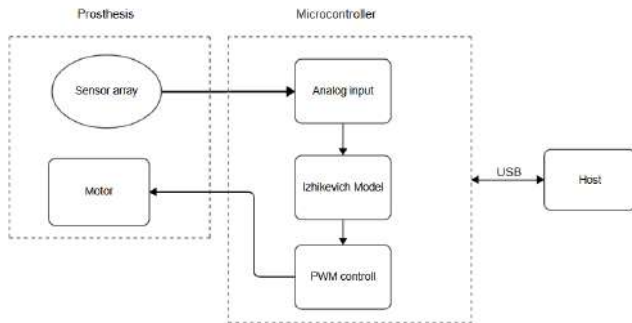 Prosthesis
Microcontroller
Sensor array
Analog input
Motor
Izhikevich Model
USB
Host
PWM controll